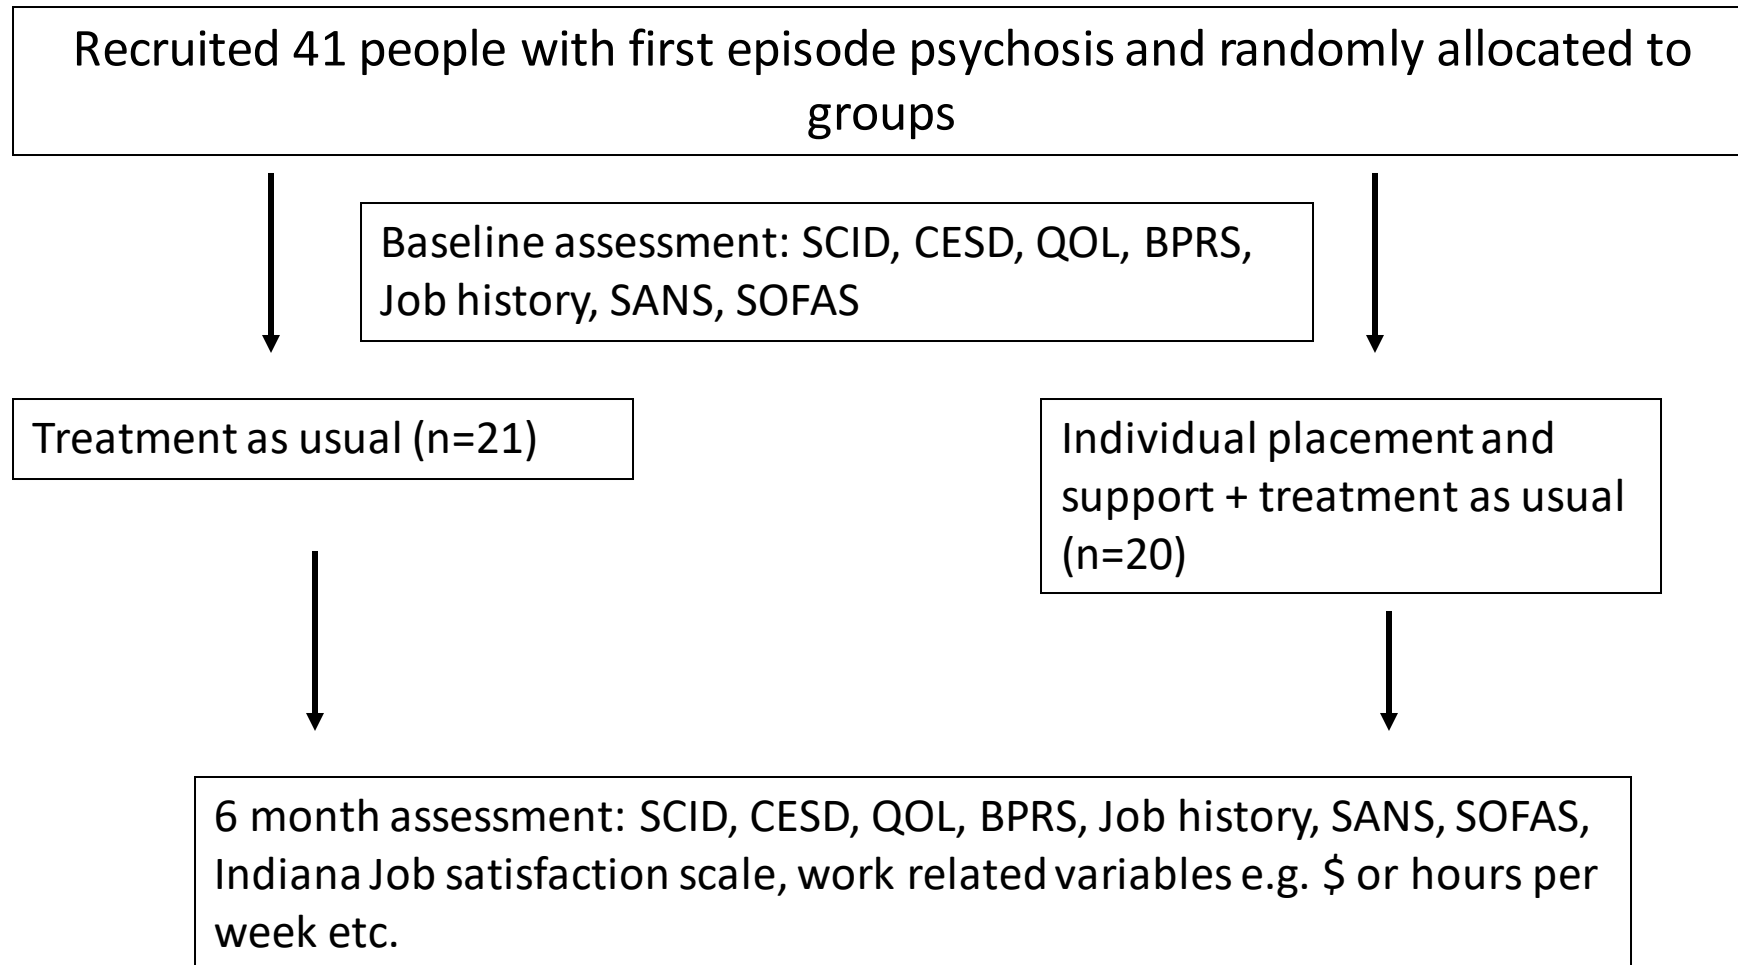 Recruited 41 people with first episode psychosis and randomly allocated to
groups
Baseline assessment: SCID, CESD, QOL, BPRS,
Job history, SANS, SOFAS
Treatment as usual (n=21)
Individual placement and
support + treatment as usual
(n=20)
6 month assessment: SCID, CESD, QOL, BPRS, Job history, SANS, SOFAS,
Indiana Job satisfaction scale, work related variables e.g. $ or hours per
week etc.